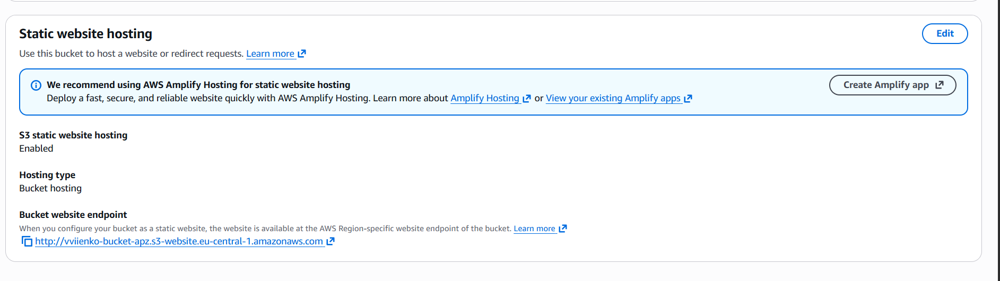 Static website hosting
Edit
Use this bucket to host a website or redirect requests. Learn more
We recommend using AWS Amplify Hosting for static website hosting
Create Amplify app
Deploy a fast, secure, and reliable website quickly with AWS Amplify Hosting. Learn more about Amplify Hosting or View your existing Amplify apps
S3 static website hosting
Enabled
Hosting type
Bucket hosting
Bucket website endpoint
When you configure your bucket as a static website, the website is available at the AWS Region-specific website endpoint of the bucket. Learn more
http://vviienko-bucket-apz.s3-website.eu-central-1.amazonaws.com